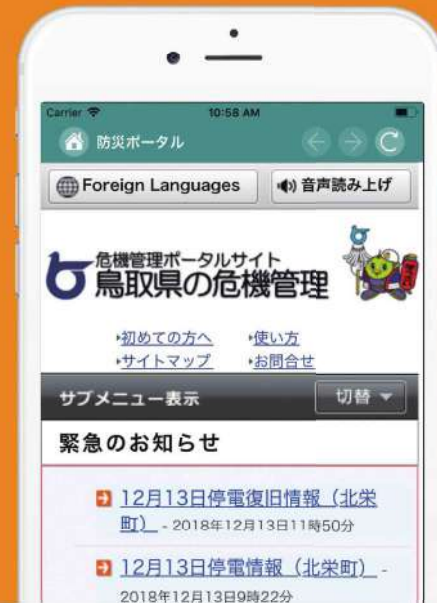 Carrier 10:58 AM
防災ポータル
Foreign Languages 音声読み上げ
危機管理ポータルサイト
鳥取県の危機管理
初めての方へ 使い方
サイトマップ お問合せ
サブメニュー表示 切替
緊急のお知らせ
12月13日停電復旧情報（北栄
町） - 2018年12月13日11時50分
12月13日停電情報（北栄町） -
2018年12月13日9時22分